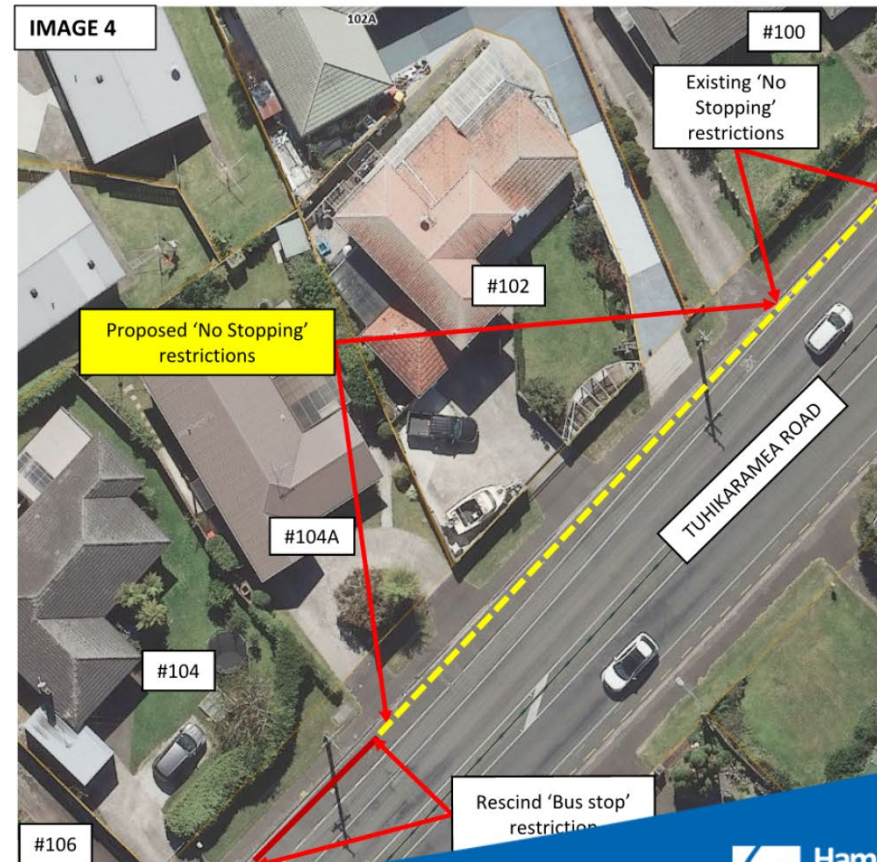 IMAGE 4
102A
#100
Existing ‘No
Stopping’
restrictions
#102
Proposed ‘No Stopping’
restrictions
TUHIKARAMEA ROAD
#104A
#104
Rescind ‘Bus stop’
restriction
#106